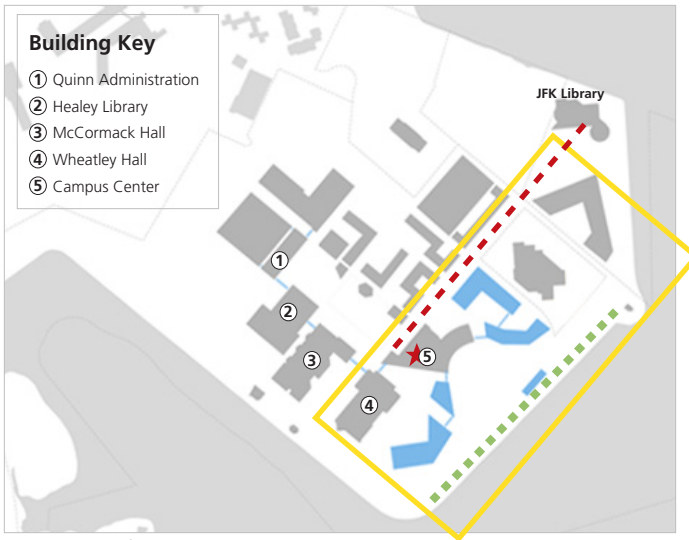 Building Key
1 Quinn Administration
2 Healey Library
3 McCormack Hall
4 Wheatley Hall
5 Campus Center
JFK Library
1
2
3
5
4